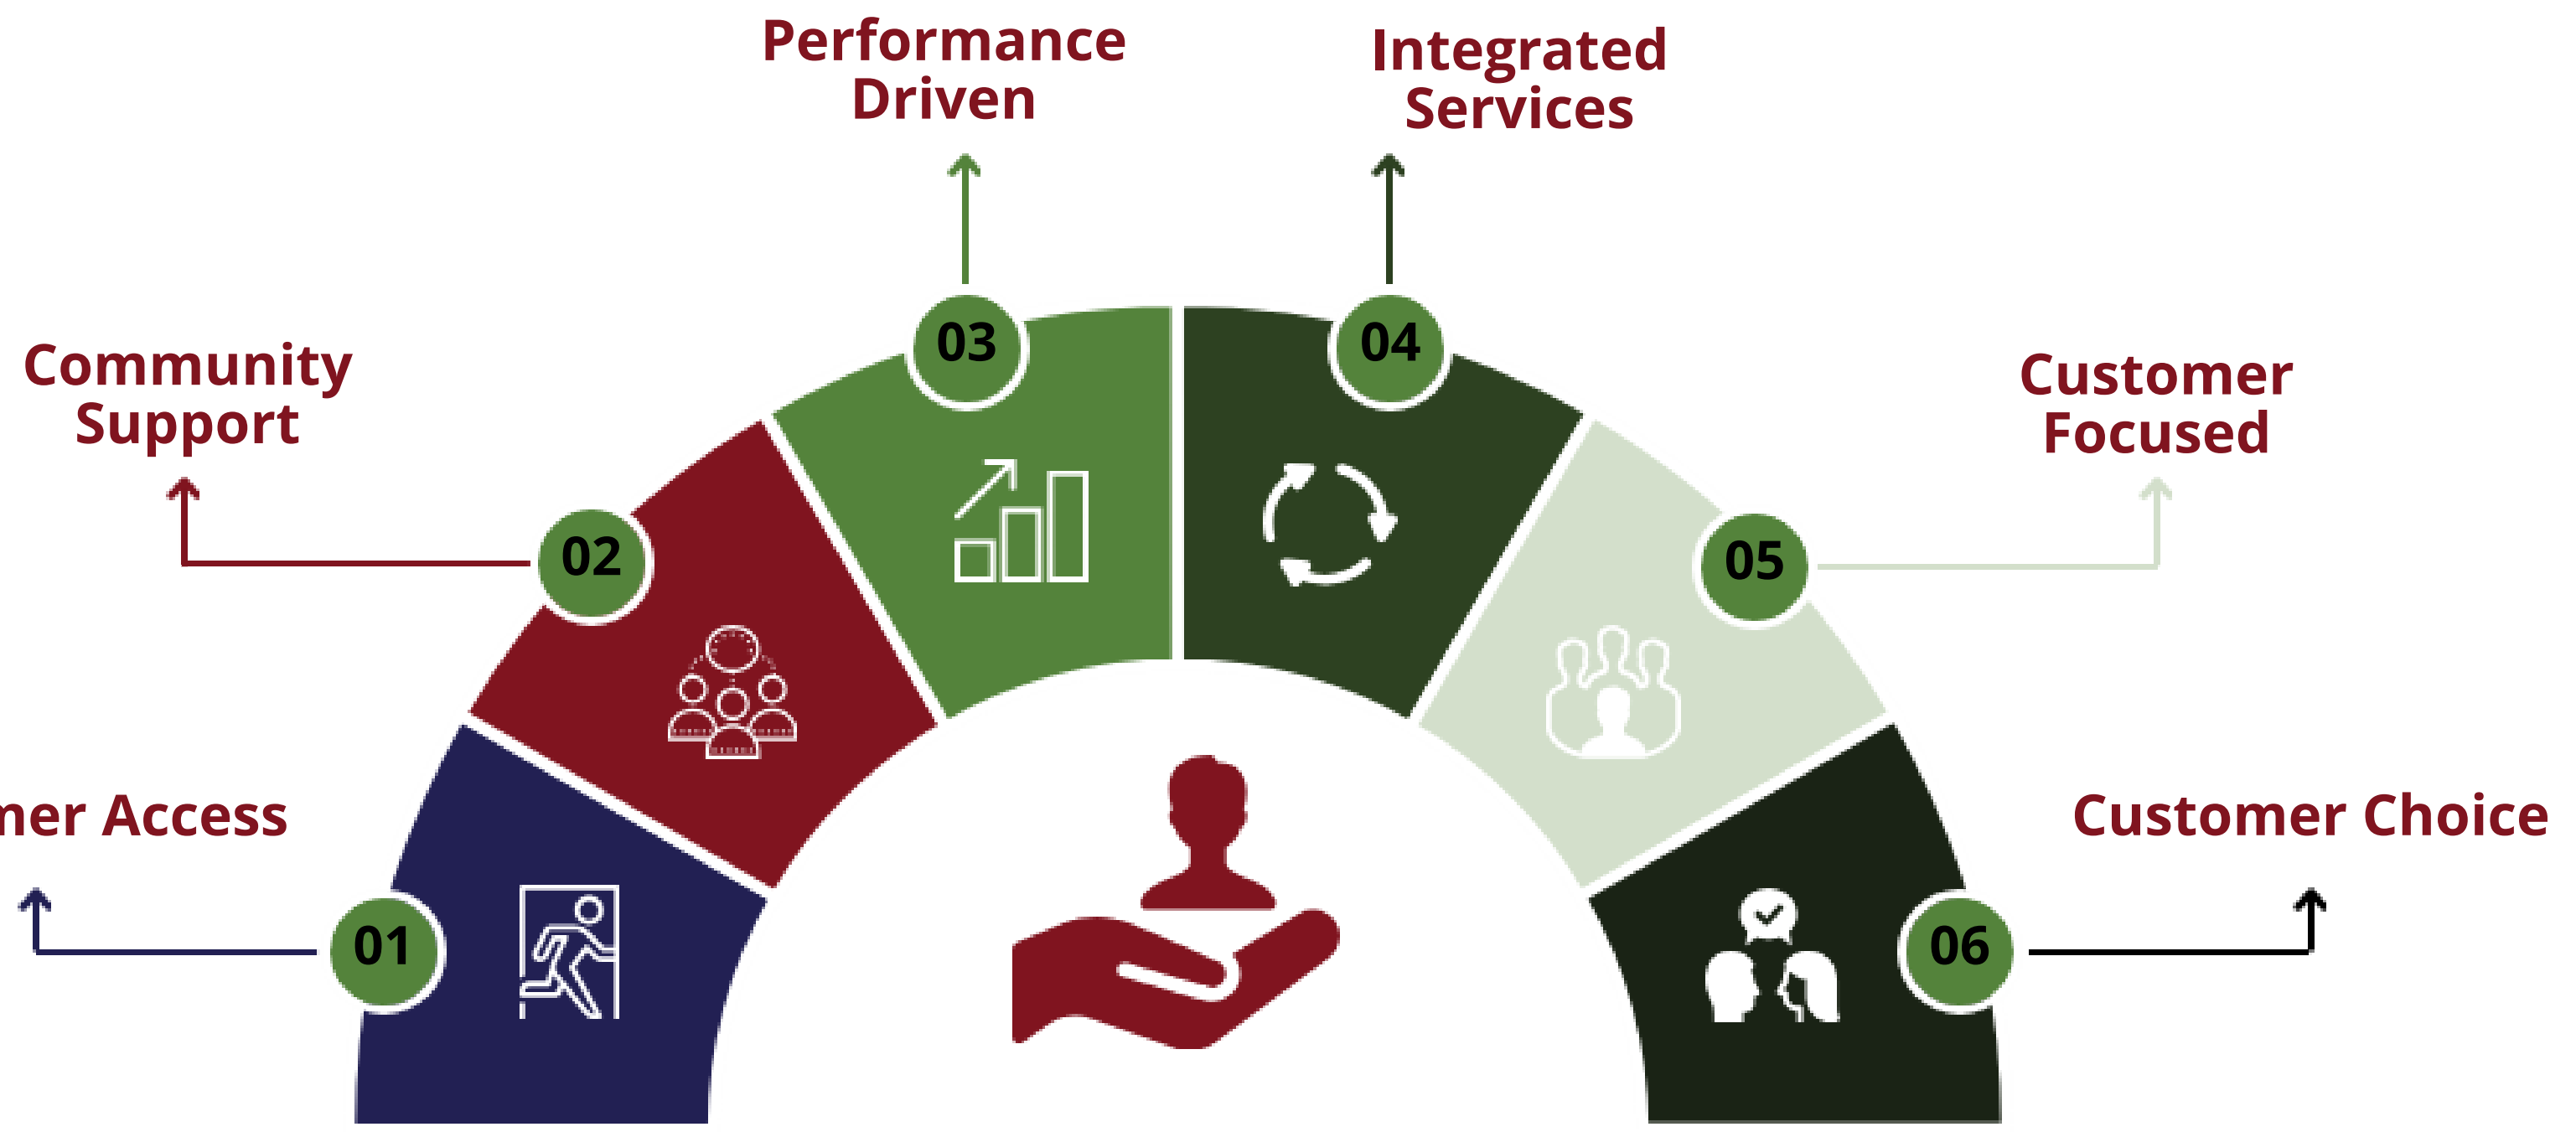 Performance
Driven
Integrated
Services
03
04
Community
Support
Customer
Focused
02
05
mer Access
Customer Choice
01
06